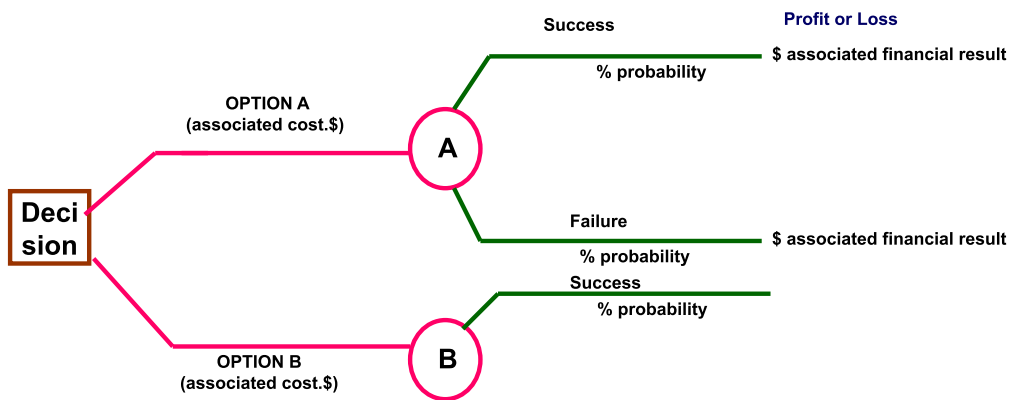 Profit or Loss
Success
$ associated financial result
% probability
OPTION A
(associated cost.$)
A
Deci
sion
Failure
$ associated financial result
% probability
Success
% probability
OPTION B
(associated cost.$)
B